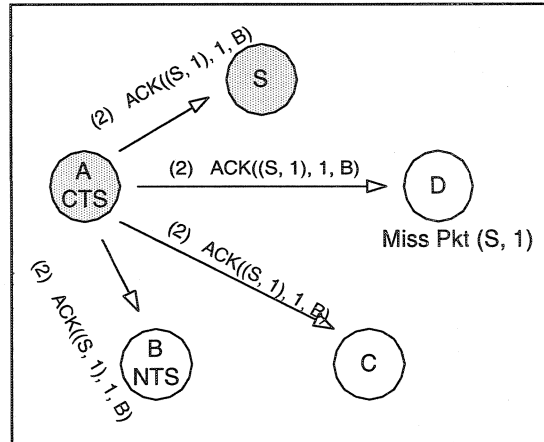 (2) ACK((S, 1), 1, B)
S
A
CTS
(2) ACK((S, 1), 1, B)
D
Miss Pkt (S, 1)
(2) ACK((S, 1), 1, B)
(2) ACK((S, 1), 1, B)
B
NTS
C